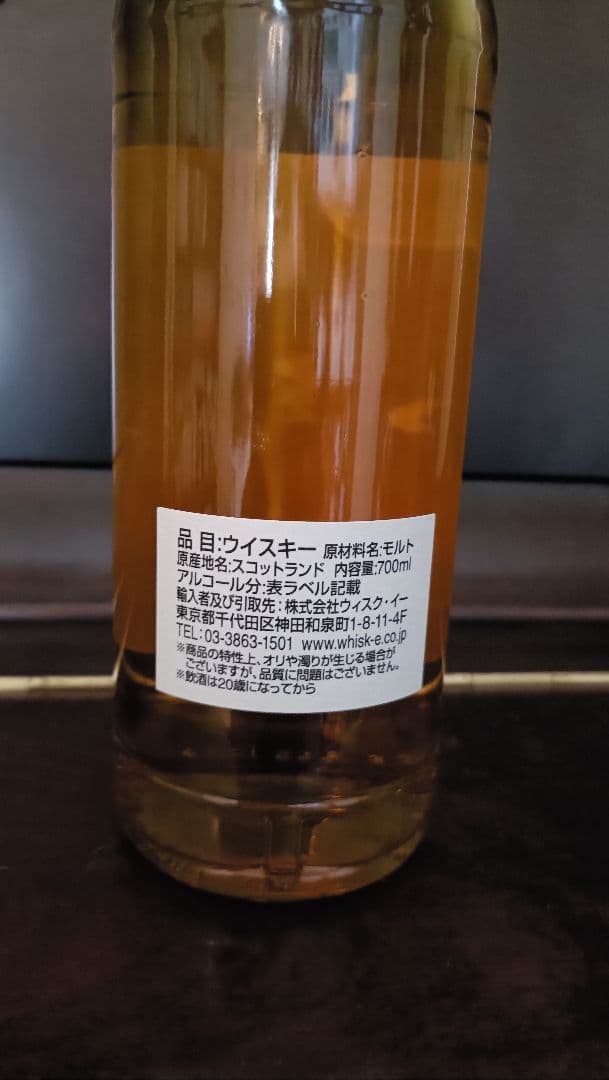 品 目:ウイスキー 原材料名:モルト
原産地名:スコットランド 内容量:700ml
アルコール分:表ラベル記載
輸入者及び引取先:株式会社ウィスク・イー
東京都千代田区神田和泉町1-8-11-4F
TEL:03-3863-1501 www.whisk-e.co.jp
※商品の特性上、オリや濁りが生じる場合が
ございますが、品質に問題はございません。
※飲酒は20歳になってから